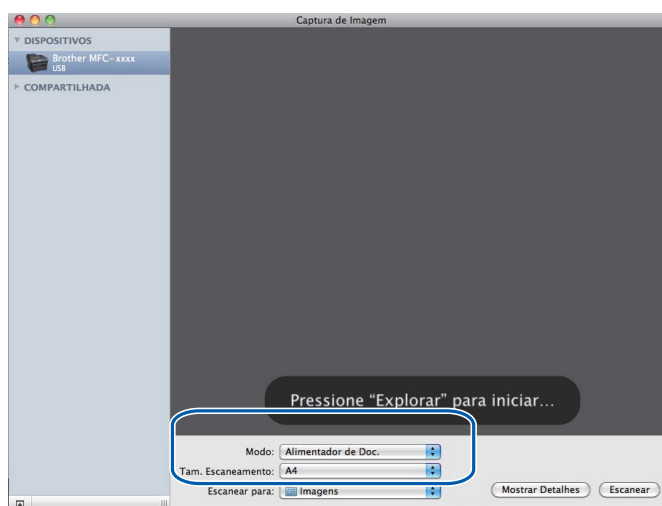 Captura de Imagem
DISPOSITIVOS
Brother MFC-xxxx
USB
COMPARTILHADA
Pressione “Explorar” para iniciar...
Modo: Alimentador de Doc.
Tam. Escaneamento: A4
Escanear para: Imagens
Mostrar Detalhes Escanear